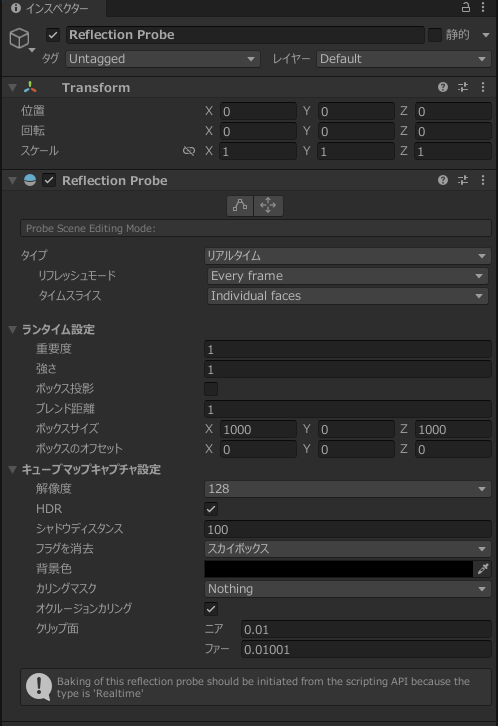 インスペクター
Reflection Probe 静的
タグ Untagged レイヤー Default
Transform
位置 X 0 Y 0 Z 0
回転 X 0 Y 0 Z 0
スケール X 1 Y 1 Z 1
Reflection Probe
Probe Scene Editing Mode:
タイプ リアルタイム
リフレッシュモード Every frame
タイムスライス Individual faces
ランタイム設定
重要度 1
強さ 1
ボックス投影
ブレンド距離 1
ボックスサイズ X 1000 Y 0 Z 1000
ボックスのオフセット X 0 Y 0 Z 0
キューブマップキャプチャ設定
解像度 128
HDR
シャドウディスタンス 100
フラグを消去 スカイボックス
背景色
カリングマスク Nothing
オクルージョンカリング
クリップ面 ニア 0.01
ファー 0.01001
Baking of this reflection probe should be initiated from the scripting API because the
type is 'Realtime'